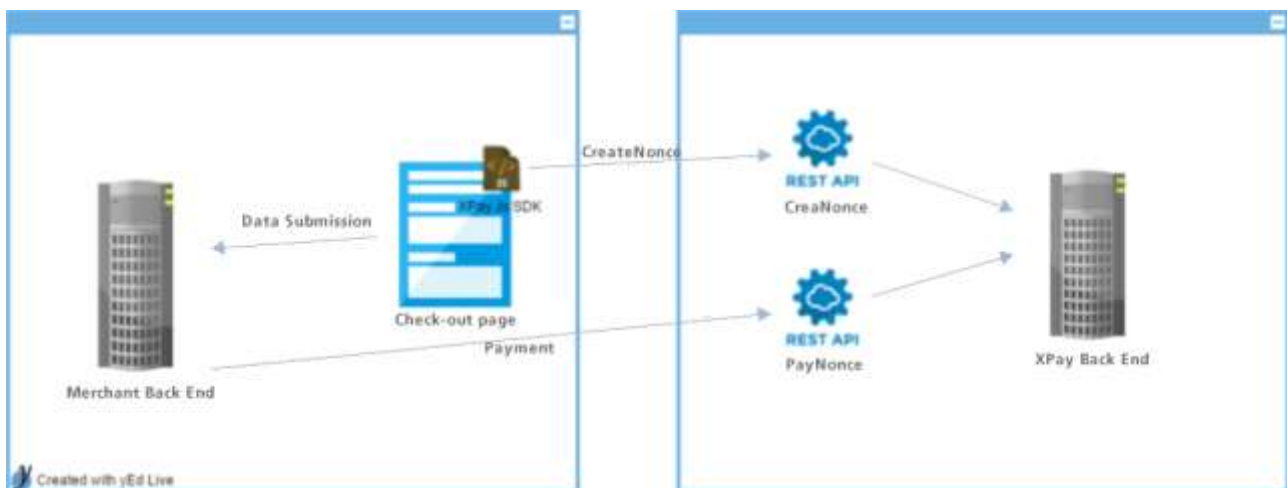 CreateNonce
REST API
CreaNonce
XPay JS SDK
Data Submission
Check-out page
Payment
REST API
PayNonce
XPay Back End
Merchant Back End
Created with yEd Live